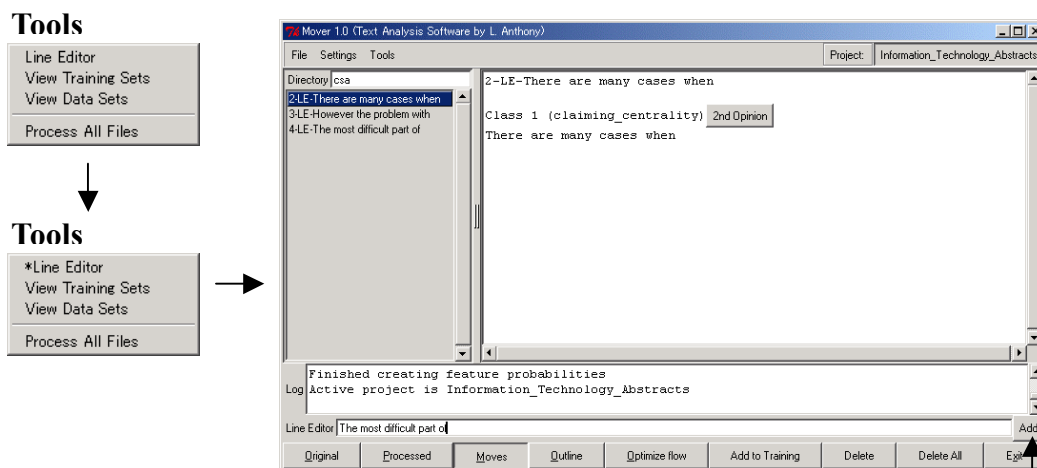 Tools
Line Editor
View Training Sets
View Data Sets
Process All Files
Tools
*Line Editor
View Training Sets
View Data Sets
Process All Files
Mover 1.0 (Text Analysis Software by L. Anthony)
File Settings Tools Project: Information_Technology_Abstracts
Directory csa
2-LE-There are many cases when
3-LE-However the problem with
4-LE-The most difficult part of
2-LE-There are many cases when
Class 1 (claiming_centrality) 2nd Opinion
There are many cases when
Log
Finished creating feature probabilities
Active project is Information_Technology_Abstracts
Line Editor The most difficult part of Add
Original Processed Moves Outline Optimize flow Add to Training Delete Delete All Exit